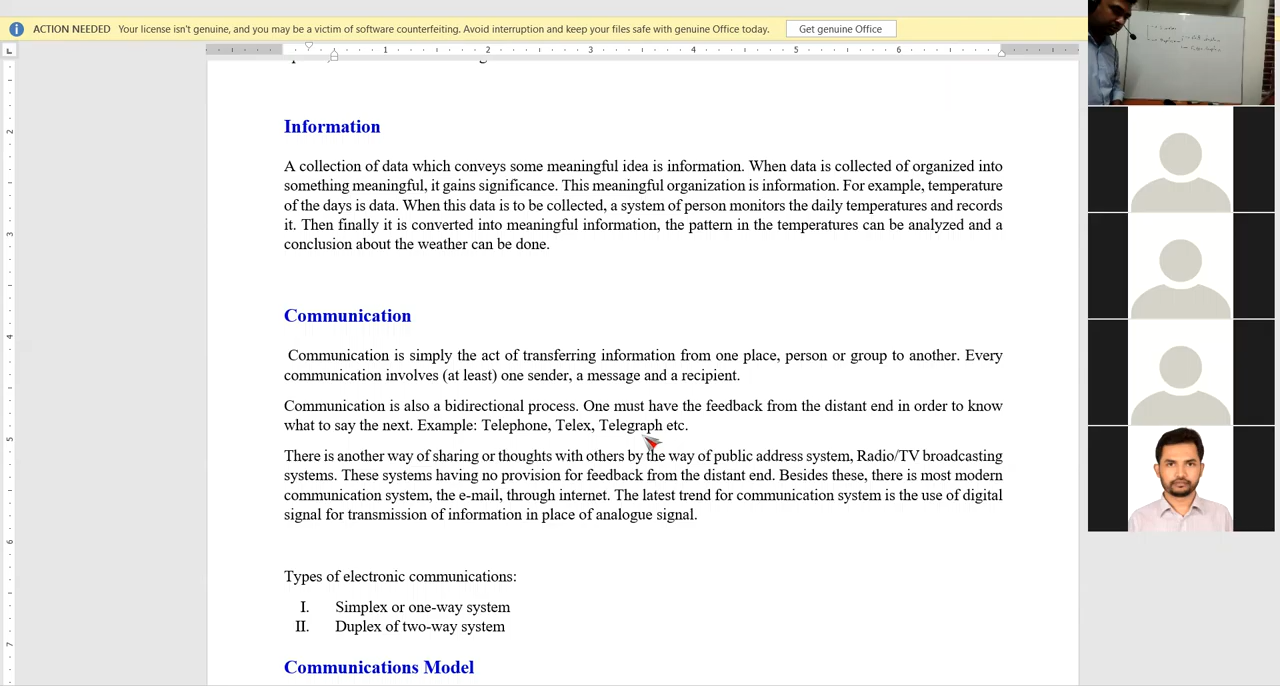 ACTION NEEDED Your license isn't genuine, and you may be a victim of software counterfeiting. Avoid interruption and keep your files safe with genuine Office today. Get genuine Office
1 2 3 4 5 6
Information
A collection of data which conveys some meaningful idea is information. When data is collected of organized into
something meaningful, it gains significance. This meaningful organization is information. For example, temperature
of the days is data. When this data is to be collected, a system of person monitors the daily temperatures and records
it. Then finally it is converted into meaningful information, the pattern in the temperatures can be analyzed and a
conclusion about the weather can be done.
Communication
Communication is simply the act of transferring information from one place, person or group to another. Every
communication involves (at least) one sender, a message and a recipient.
Communication is also a bidirectional process. One must have the feedback from the distant end in order to know
what to say the next. Example: Telephone, Telex, Telegraph etc.
There is another way of sharing or thoughts with others by the way of public address system, Radio/TV broadcasting
systems. These systems having no provision for feedback from the distant end. Besides these, there is most modern
communication system, the e-mail, through internet. The latest trend for communication system is the use of digital
signal for transmission of information in place of analogue signal.
Types of electronic communications:
I. Simplex or one-way system
II. Duplex of two-way system
Communications Model
2
3
4
5
6
7